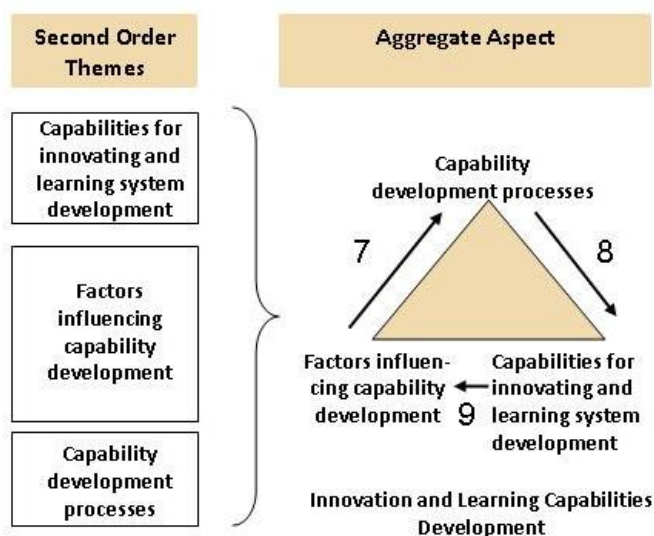 Second Order
Themes
Aggregate Aspect
Capabilities for
innovating and
learning system
development
Factors
influencing
capability
development
Capability
development
processes
Capability
development processes
7
8
Factors influen-
cing capability
development
9
Capabilities for
innovating and
learning system
development
Innovation and Learning Capabilities
Development